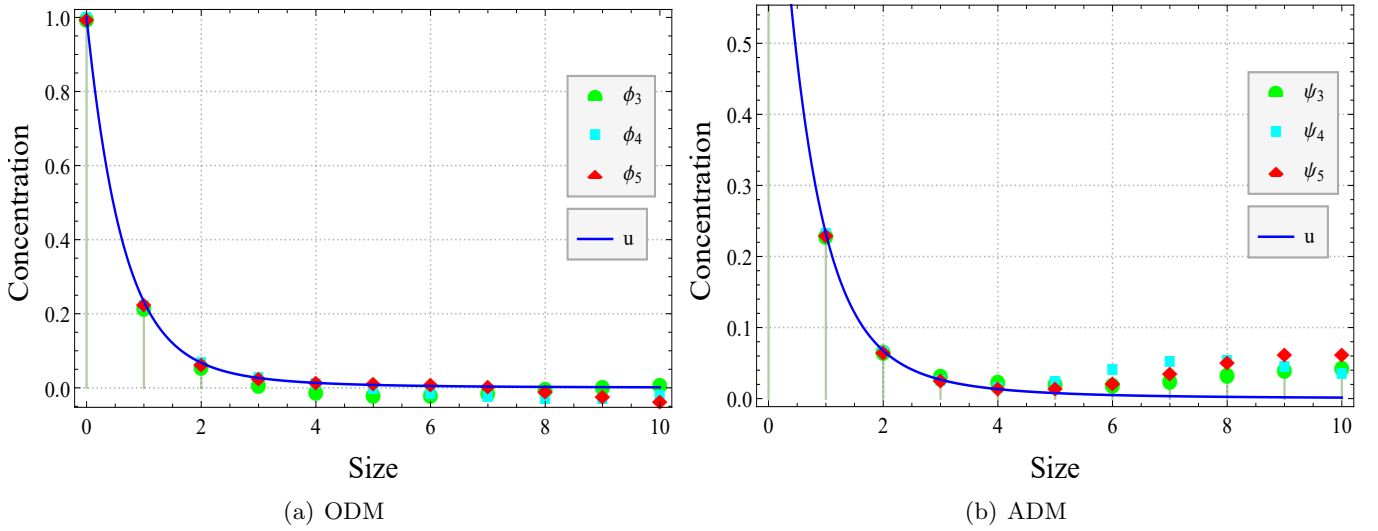 1.0
0.8
0.6
0.4
0.2
0.0
Concentration
0 2 4 6 8 10
Size
ϕ3
ϕ4
ϕ5
u
(a) ODM
0.5
0.4
0.3
0.2
0.1
0.0
Concentration
0 2 4 6 8 10
Size
ψ3
ψ4
ψ5
u
(b) ADM